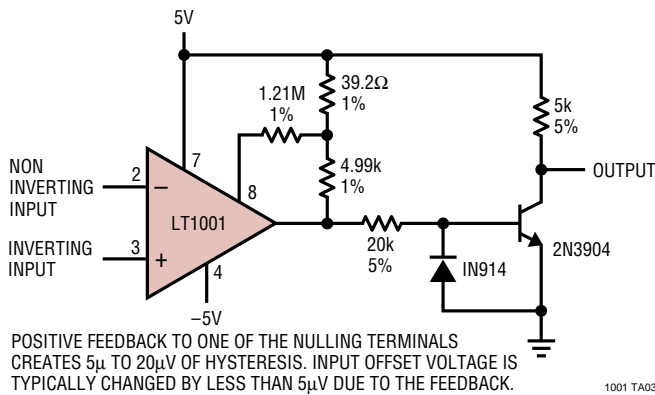 5V
39.2Ω
1%
1.21M
1%
5k
5%
NON
INVERTING
INPUT
2
7
–
8
4.99k
1%
OUTPUT
LT1001
INVERTING
INPUT
3
+
4
20k
5%
2N3904
IN914
–5V
POSITIVE FEEDBACK TO ONE OF THE NULLING TERMINALS
CREATES 5µ TO 20µV OF HYSTERESIS. INPUT OFFSET VOLTAGE IS
TYPICALLY CHANGED BY LESS THAN 5µV DUE TO THE FEEDBACK.
1001 TA03